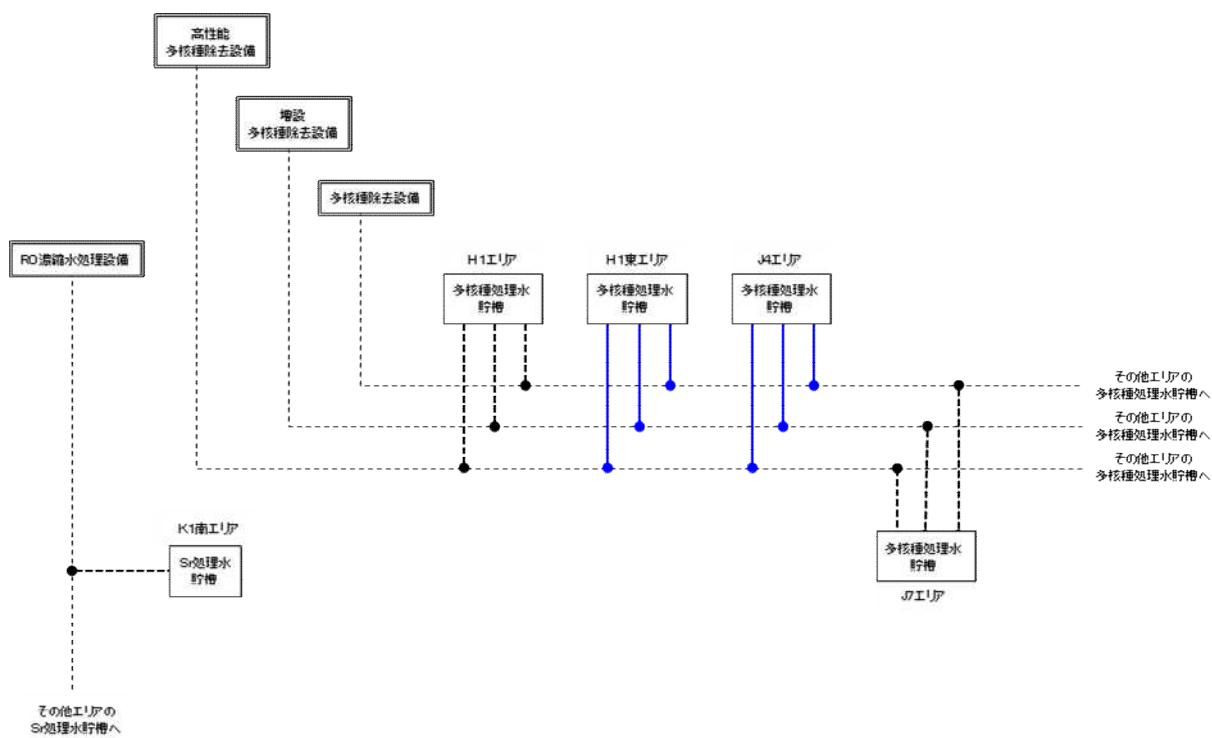 高性能
多核種除去設備
増設
多核種除去設備
多核種除去設備
RO濃縮水処理設備
H1エリア
多核種処理水
貯槽
H1東エリア
多核種処理水
貯槽
J4エリア
多核種処理水
貯槽
その他エリアの
多核種処理水貯槽へ
その他エリアの
多核種処理水貯槽へ
その他エリアの
多核種処理水貯槽へ
K1南エリア
Sr処理水
貯槽
多核種処理水
貯槽
J7エリア
その他エリアの
Sr処理水貯槽へ